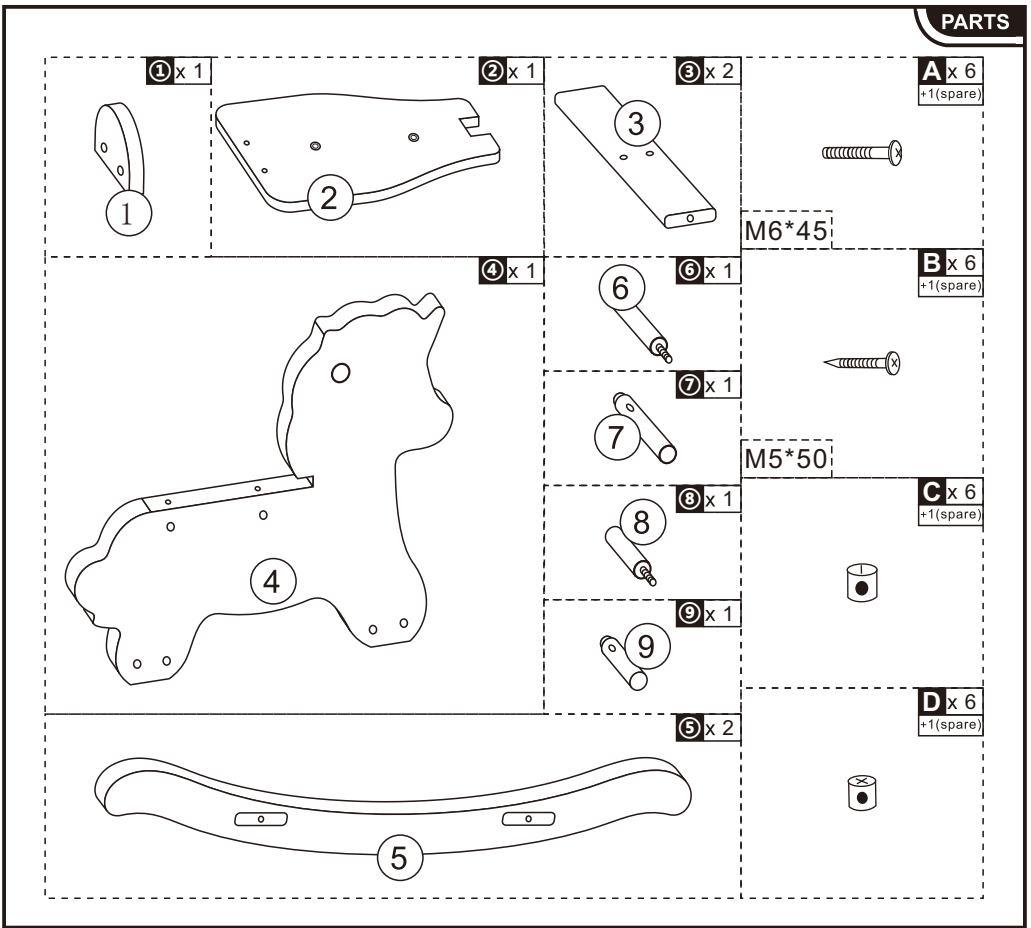 PARTS
① x 1
② x 1
③ x 2
A x 6
+1(spare)
1
2
3
M6*45
④ x 1
⑥ x 1
B x 6
+1(spare)
6
⑦ x 1
7
M5*50
⑧ x 1
C x 6
+1(spare)
8
4
⑨ x 1
9
D x 6
+1(spare)
⑤ x 2
5